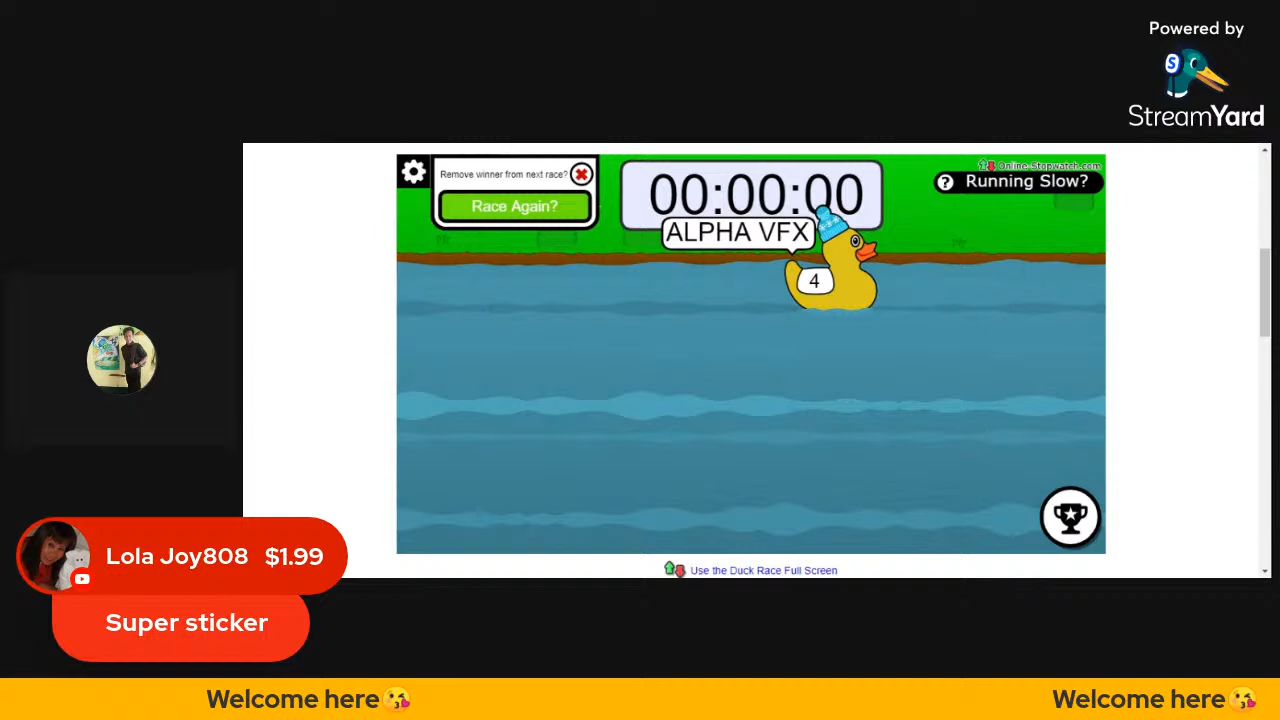 Powered by
StreamYard
Remove winner from next race?
Race Again?
00:00:00
Online-Stopwatch.com
? Running Slow?
ALPHA VFX
4
Lola Joy808 $1.99
Super sticker
Use the Duck Race Full Screen
Welcome here😘 Welcome here😘